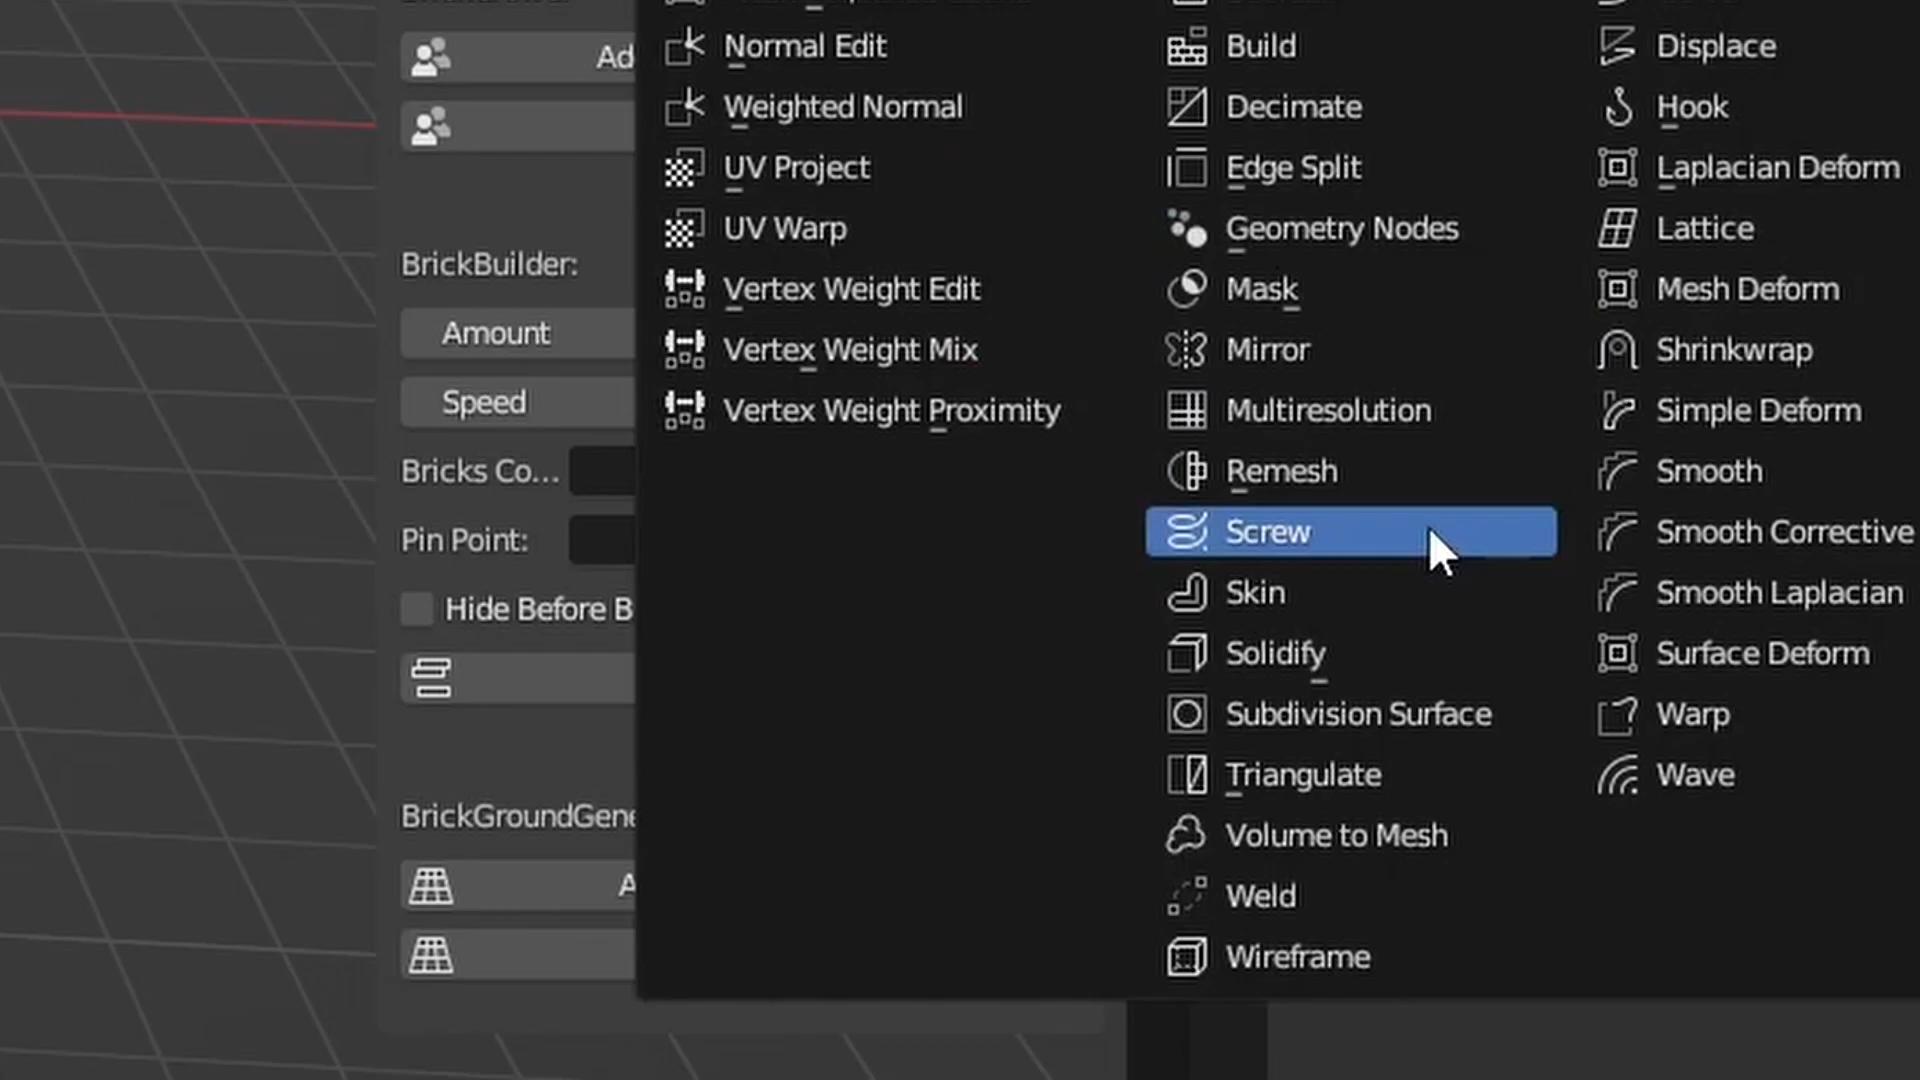 Ad
BrickBuilder:
Amount
Speed
Bricks Co...
Pin Point:
Hide Before B
BrickGroundGene
A
Normal Edit
Weighted Normal
UV Project
UV Warp
Vertex Weight Edit
Vertex Weight Mix
Vertex Weight Proximity
Build
Decimate
Edge Split
Geometry Nodes
Mask
Mirror
Multiresolution
Remesh
Screw
Skin
Solidify
Subdivision Surface
Triangulate
Volume to Mesh
Weld
Wireframe
Displace
Hook
Laplacian Deform
Lattice
Mesh Deform
Shrinkwrap
Simple Deform
Smooth
Smooth Corrective
Smooth Laplacian
Surface Deform
Warp
Wave